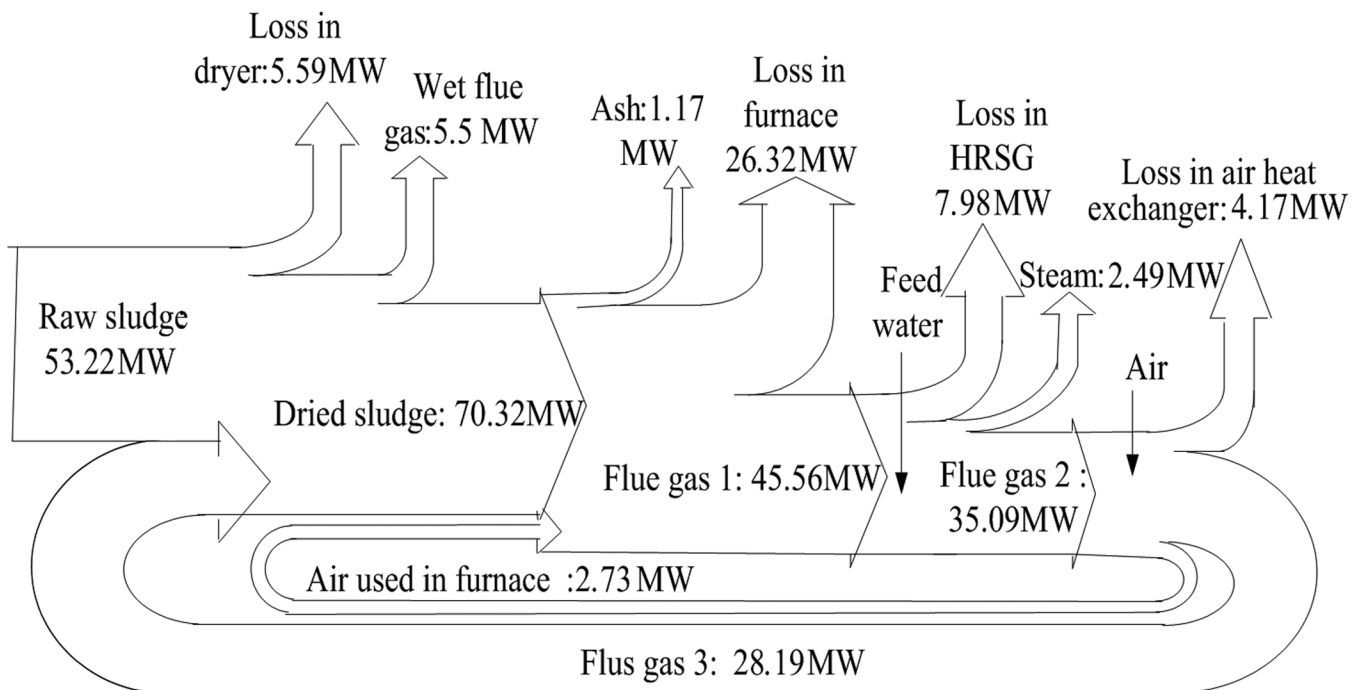 Loss in
dryer:5.59MW
Wet flue
gas:5.5 MW
Ash:1.17
MW
Loss in
furnace
26.32MW
Loss in
HRSG
7.98MW
Loss in air heat
exchanger:4.17MW
Feed
water
Steam:2.49MW
Air
Raw sludge
53.22MW
Dried sludge: 70.32MW
Flue gas 1: 45.56MW
Flue gas 2 :
35.09MW
Air used in furnace :2.73 MW
Flus gas 3: 28.19MW